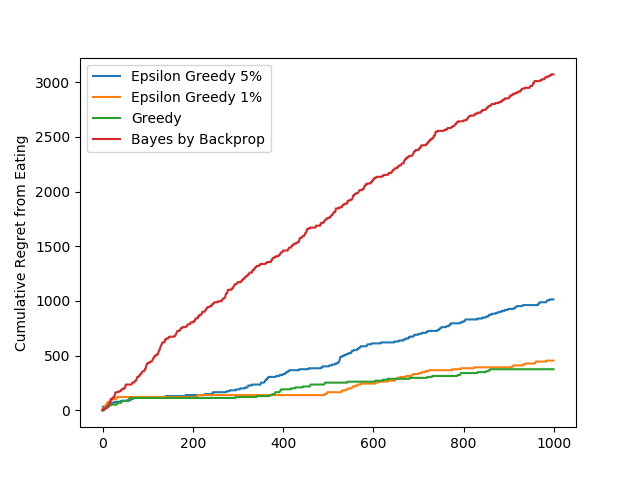 Epsilon Greedy 5%
Epsilon Greedy 1%
Greedy
Bayes by Backprop
Cumulative Regret from Eating
3000
2500
2000
1500
1000
500
0
0 200 400 600 800 1000